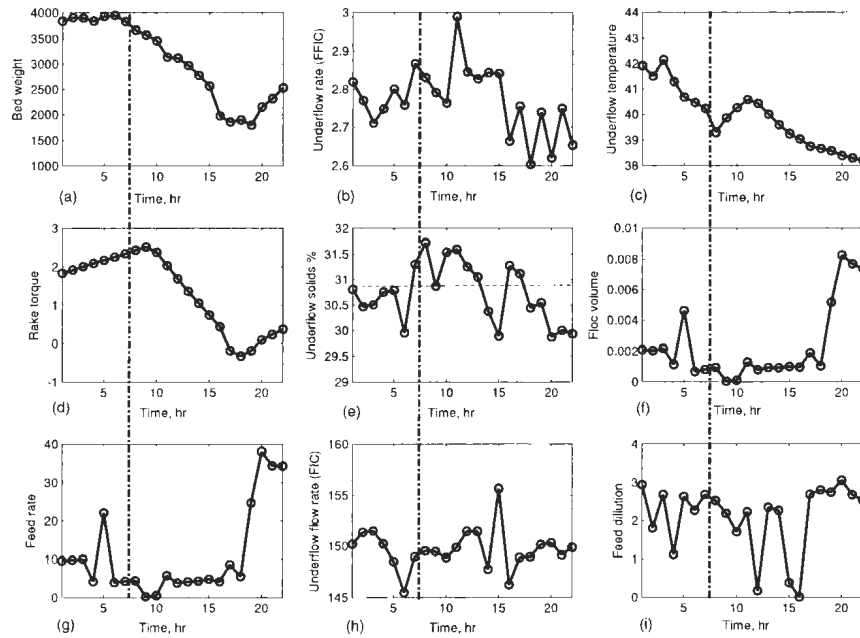 4000
3500
3000
2500
2000
1500
1000
Bed weight
5 10 15 20
(a) Time, hr
3
2.9
2.8
2.7
2.6
Underflow rate (FFIC)
5 10 15 20
(b) Time, hr
44
42
40
38
36
Underflow temperature
5 10 15 20
(c) Time, hr
3
2
1
0
-1
Rake torque
5 10 15 20
(d) Time, hr
32
31.5
31
30.9
30.5
30
29.5
29
Underflow solids %
5 10 15 20
(e) Time, hr
0.01
0.008
0.006
0.004
0.002
0
Floc volume
5 10 15 20
(f) Time, hr
40
30
20
10
0
Feed rate
5 10 15 20
(g) Time, hr
160
155
150
145
Underflow flow rate (FIC)
5 10 15 20
(h) Time, hr
4
3
2
1
0
Feed dilution
5 10 15 20
(i) Time, hr